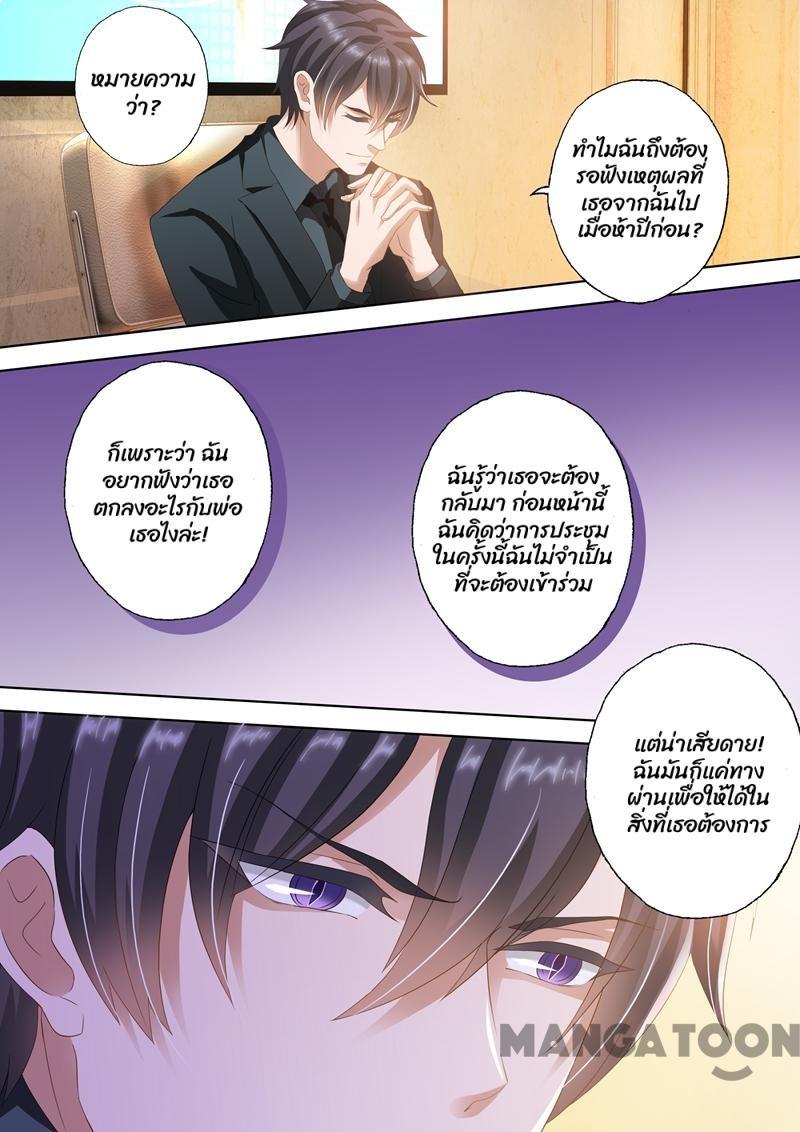 หมายความ
ว่า?
ทำไมฉันถึงต้อง
รอฟังเหตุผลที่
เธอจากฉันไป
เมื่อห้าปีก่อน?
ก็เพราะว่า ฉัน
อยากฟังว่าเธอ
ตกลงอะไรกับพ่อ
เธอไงล่ะ!
ฉันรู้ว่าเธอจะต้อง
กลับมา ก่อนหน้านี้
ฉันคิดว่าการประชุม
ในครั้งนี้ฉันไม่จำเป็น
ที่จะต้องเข้าร่วม
แต่น่าเสียดาย!
ฉันมันก็แค่ทาง
ผ่านเพื่อให้ได้ใน
สิ่งที่เธอต้องการ
MANGATOON